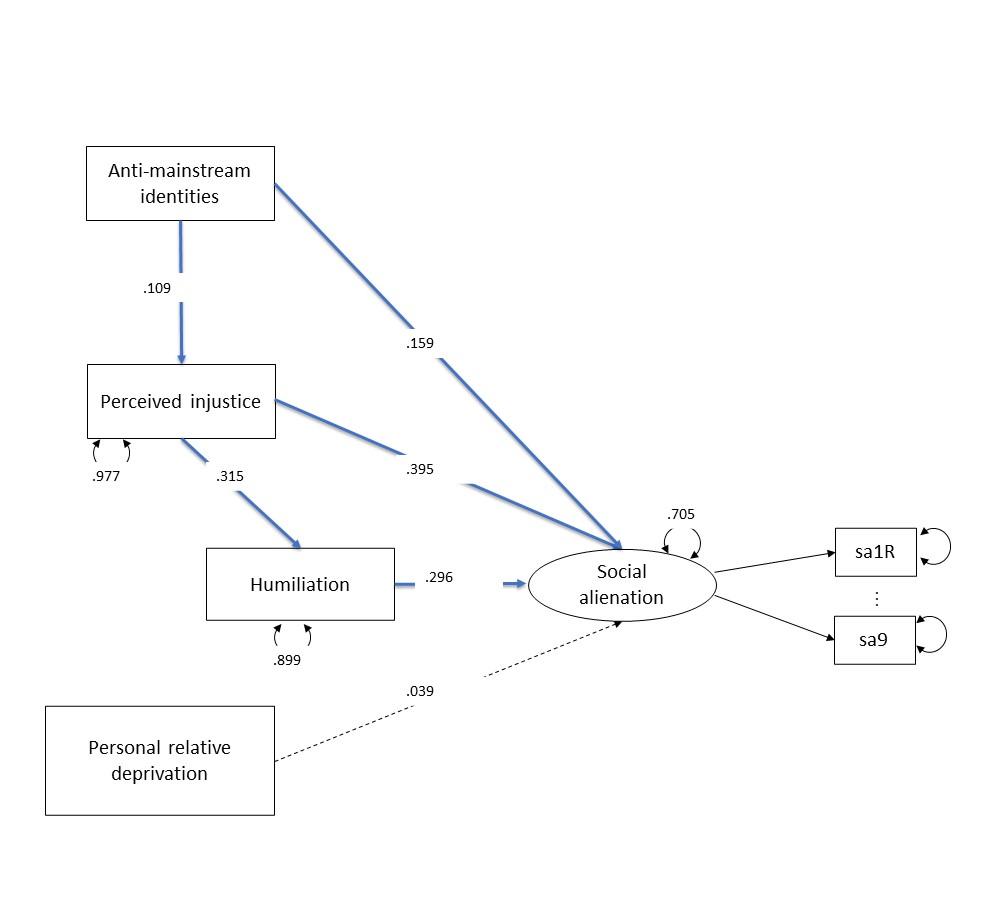 Anti-mainstream
identities
.109
.159
Perceived injustice
.977
.315
.395
.705
Humiliation
.296
Social
alienation
sa1R
⋮
sa9
.899
.039
Personal relative
deprivation